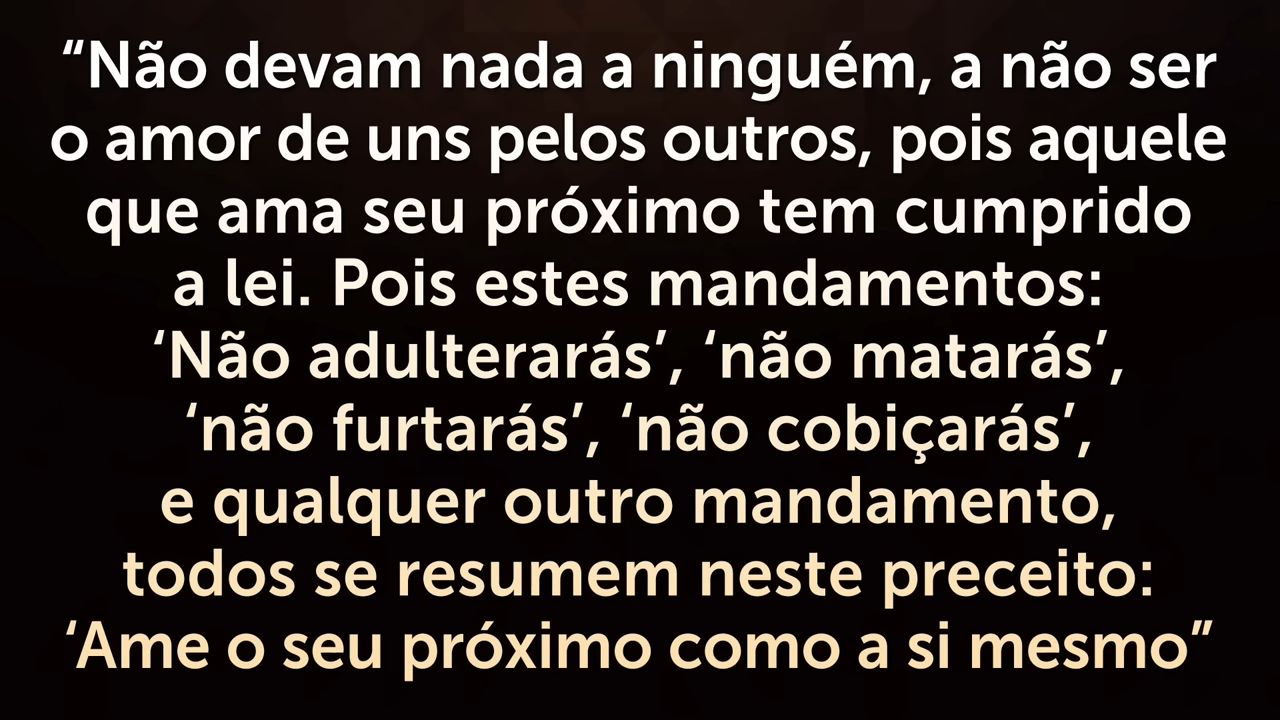 “Não devam nada a ninguém, a não ser
o amor de uns pelos outros, pois aquele
que ama seu próximo tem cumprido
a lei. Pois estes mandamentos:
‘Não adulterarás’, ‘não matarás’,
‘não furtarás’, ‘não cobiçarás’,
e qualquer outro mandamento,
todos se resumem neste preceito:
‘Ame o seu próximo como a si mesmo”